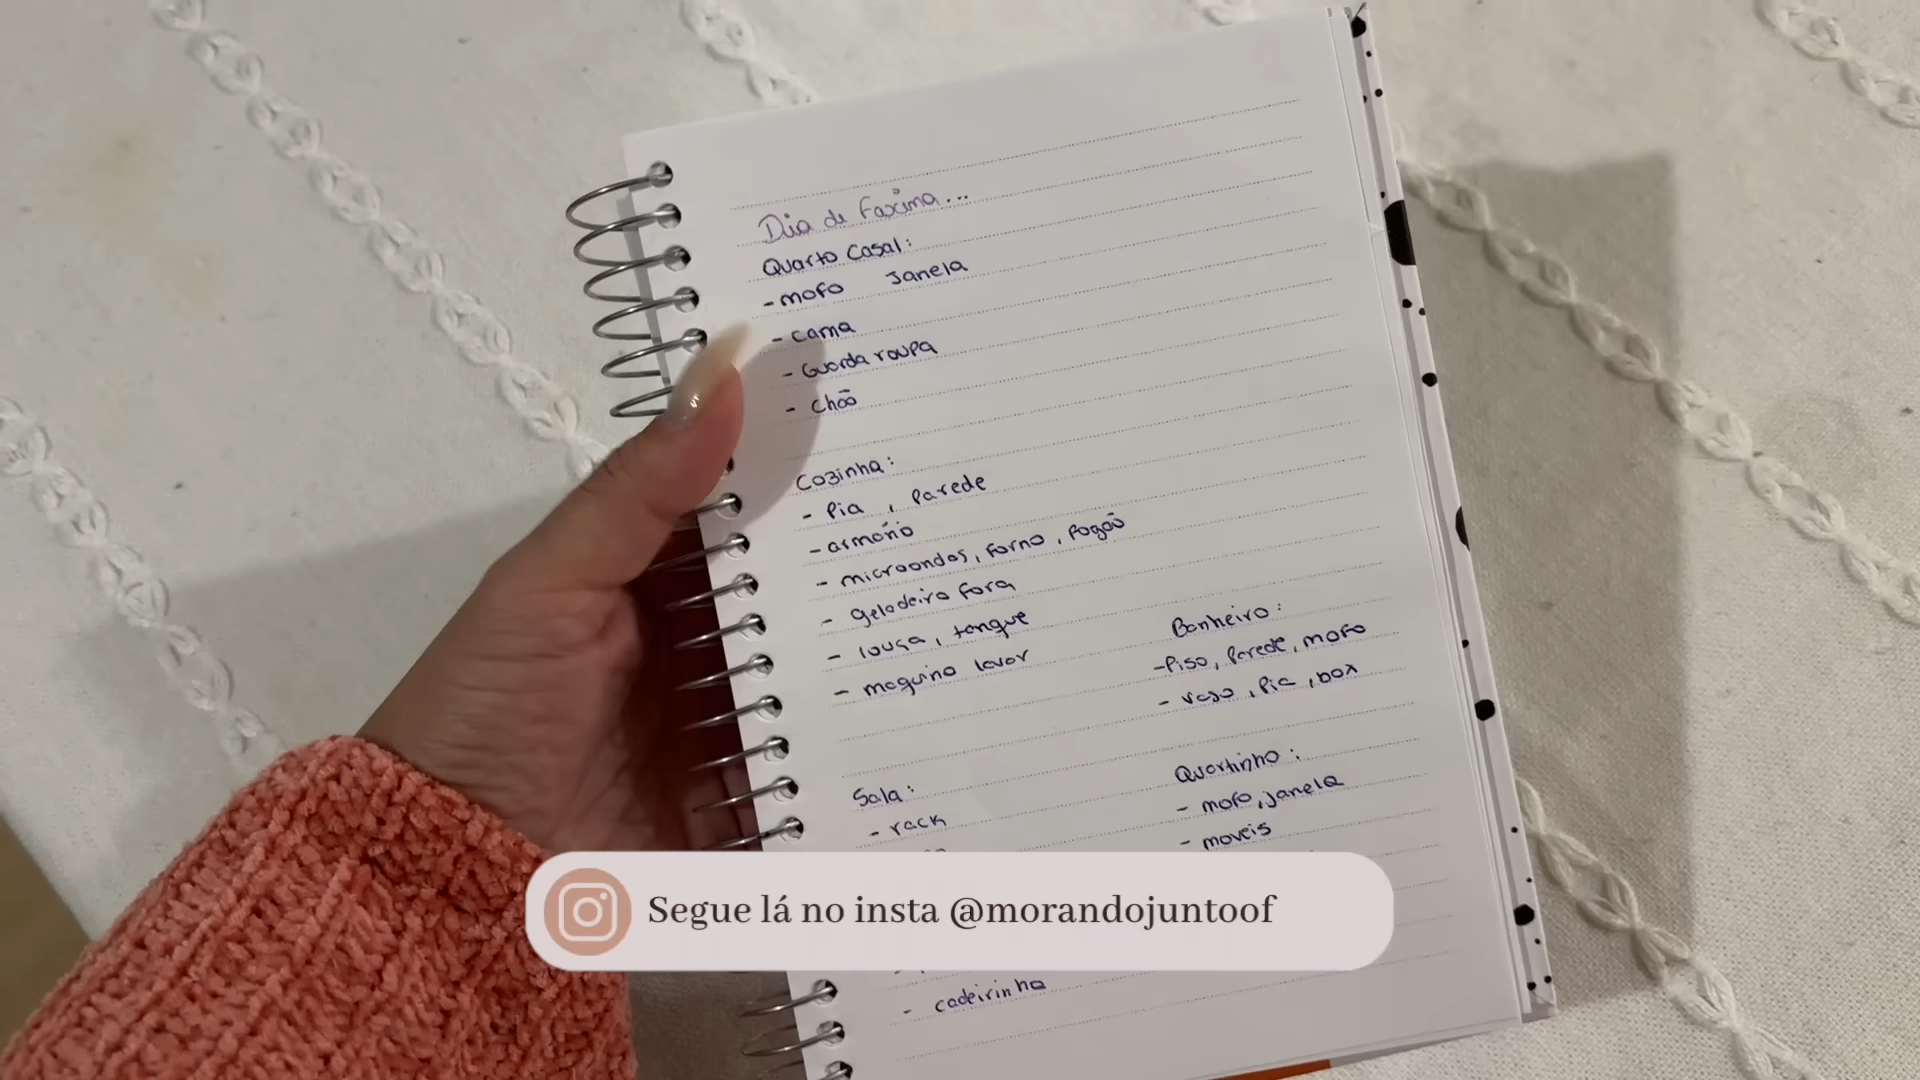 Dia de Faxina...
Quarto Casal:
- mofo Janela
- cama
- Guarda roupa
- chão
Cozinha:
- Pia, Parede
- armário
- microondas, forno, fogão
- geladeira fora
- louça, tanque
- maquina lavar
Banheiro:
- Piso, Parede, mofo
- vaso, Pia, box
Sala:
- rack
Quartinho:
- mofo, janela
- moveis
Segue lá no insta @morandojuntoof
- cadeirinha